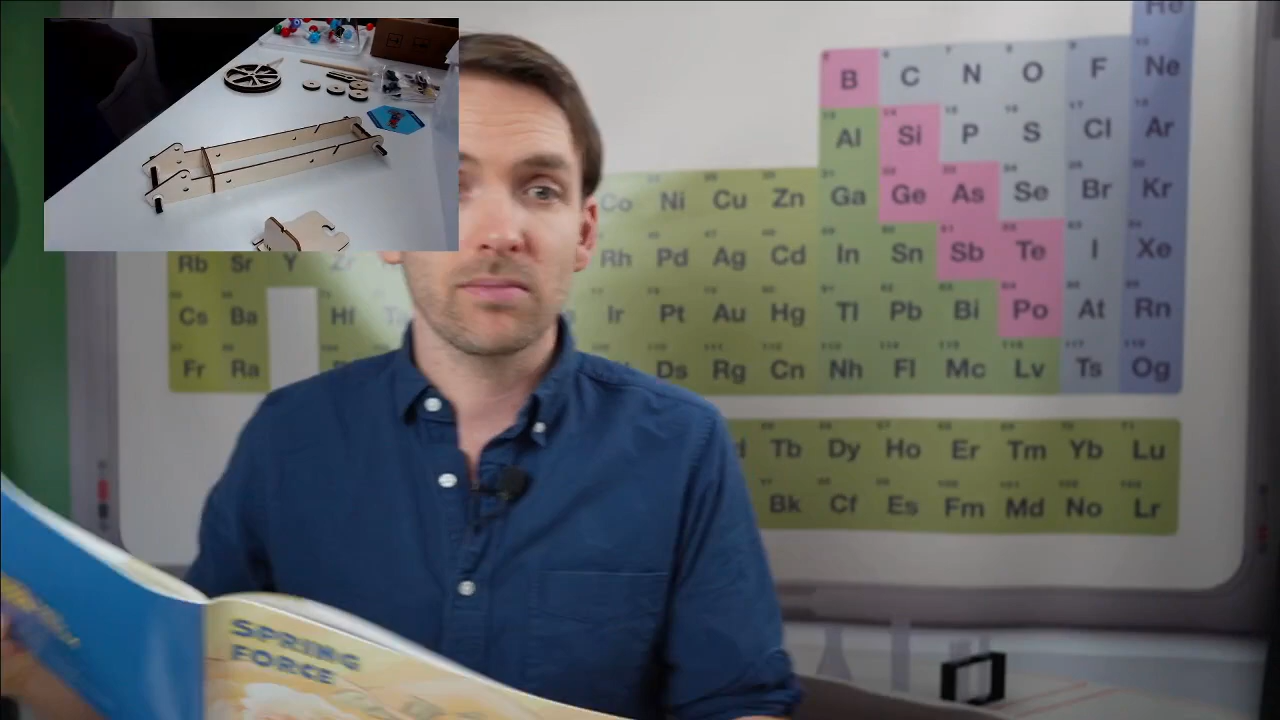 He
B C N O F Ne
Al Si P S Cl Ar
Co Ni Cu Zn Ga Ge As Se Br Kr
Rb Sr Y Zr Rh Pd Ag Cd In Sn Sb Te I Xe
Cs Ba Hf Ir Pt Au Hg Tl Pb Bi Po At Rn
Fr Ra Ds Rg Cn Nh Fl Mc Lv Ts Og
Tb Dy Ho Er Tm Yb Lu
Bk Cf Es Fm Md No Lr
SPRING
FORCE